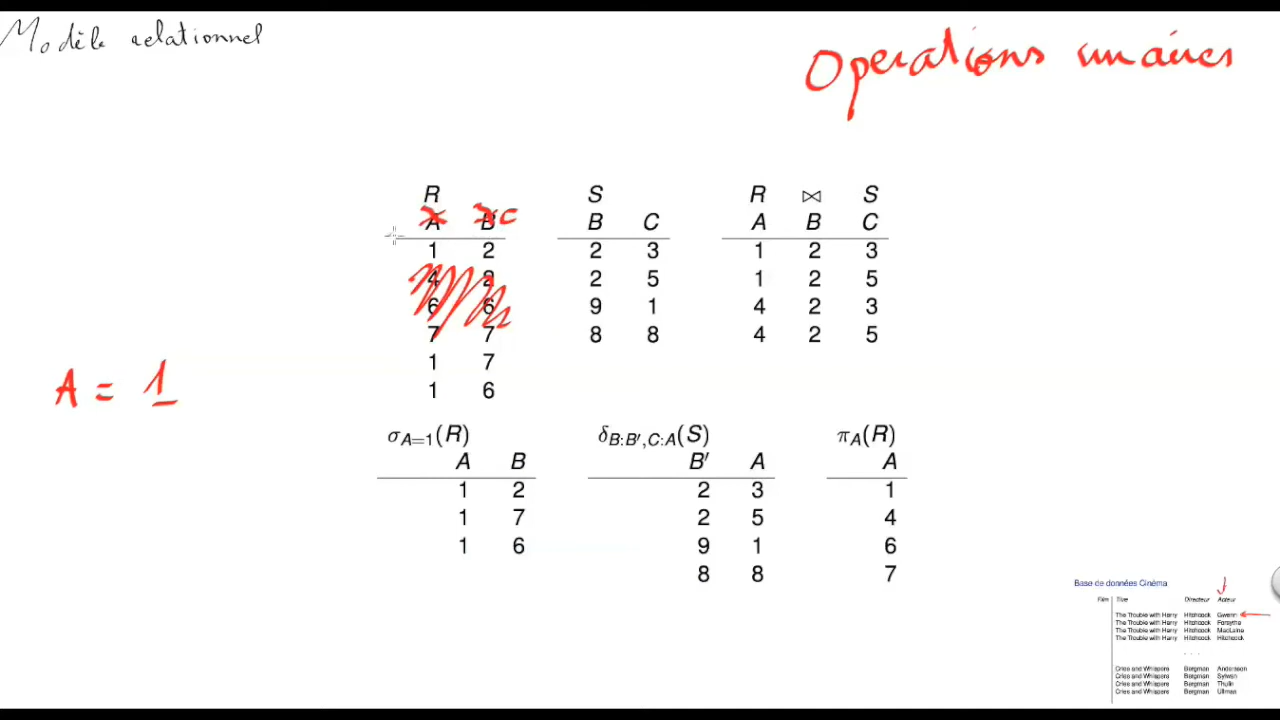 Modèle relationnel
Operations unaires
R
A B
x xc
1 2
4 2
6 6
7 7
1 7
1 6
S
B C
2 3
2 5
9 1
8 8
R ⋈ S
A B C
1 2 3
1 2 5
4 2 3
4 2 5
A = 1
σA=1(R)
A B
1 2
1 7
1 6
δB:B′,C:A(S)
B′ A
2 3
2 5
9 1
8 8
πA(R)
A
1
4
6
7
Base de données Cinéma
Film Titre Directeur Acteur
The Trouble with Harry Hitchcock Gwenn
The Trouble with Harry Hitchcock Forsythe
The Trouble with Harry Hitchcock MacLaine
The Trouble with Harry Hitchcock Hitchcock
. . .
Cries and Whispers Bergman Andersson
Cries and Whispers Bergman Sylwan
Cries and Whispers Bergman Thulin
Cries and Whispers Bergman Ullman